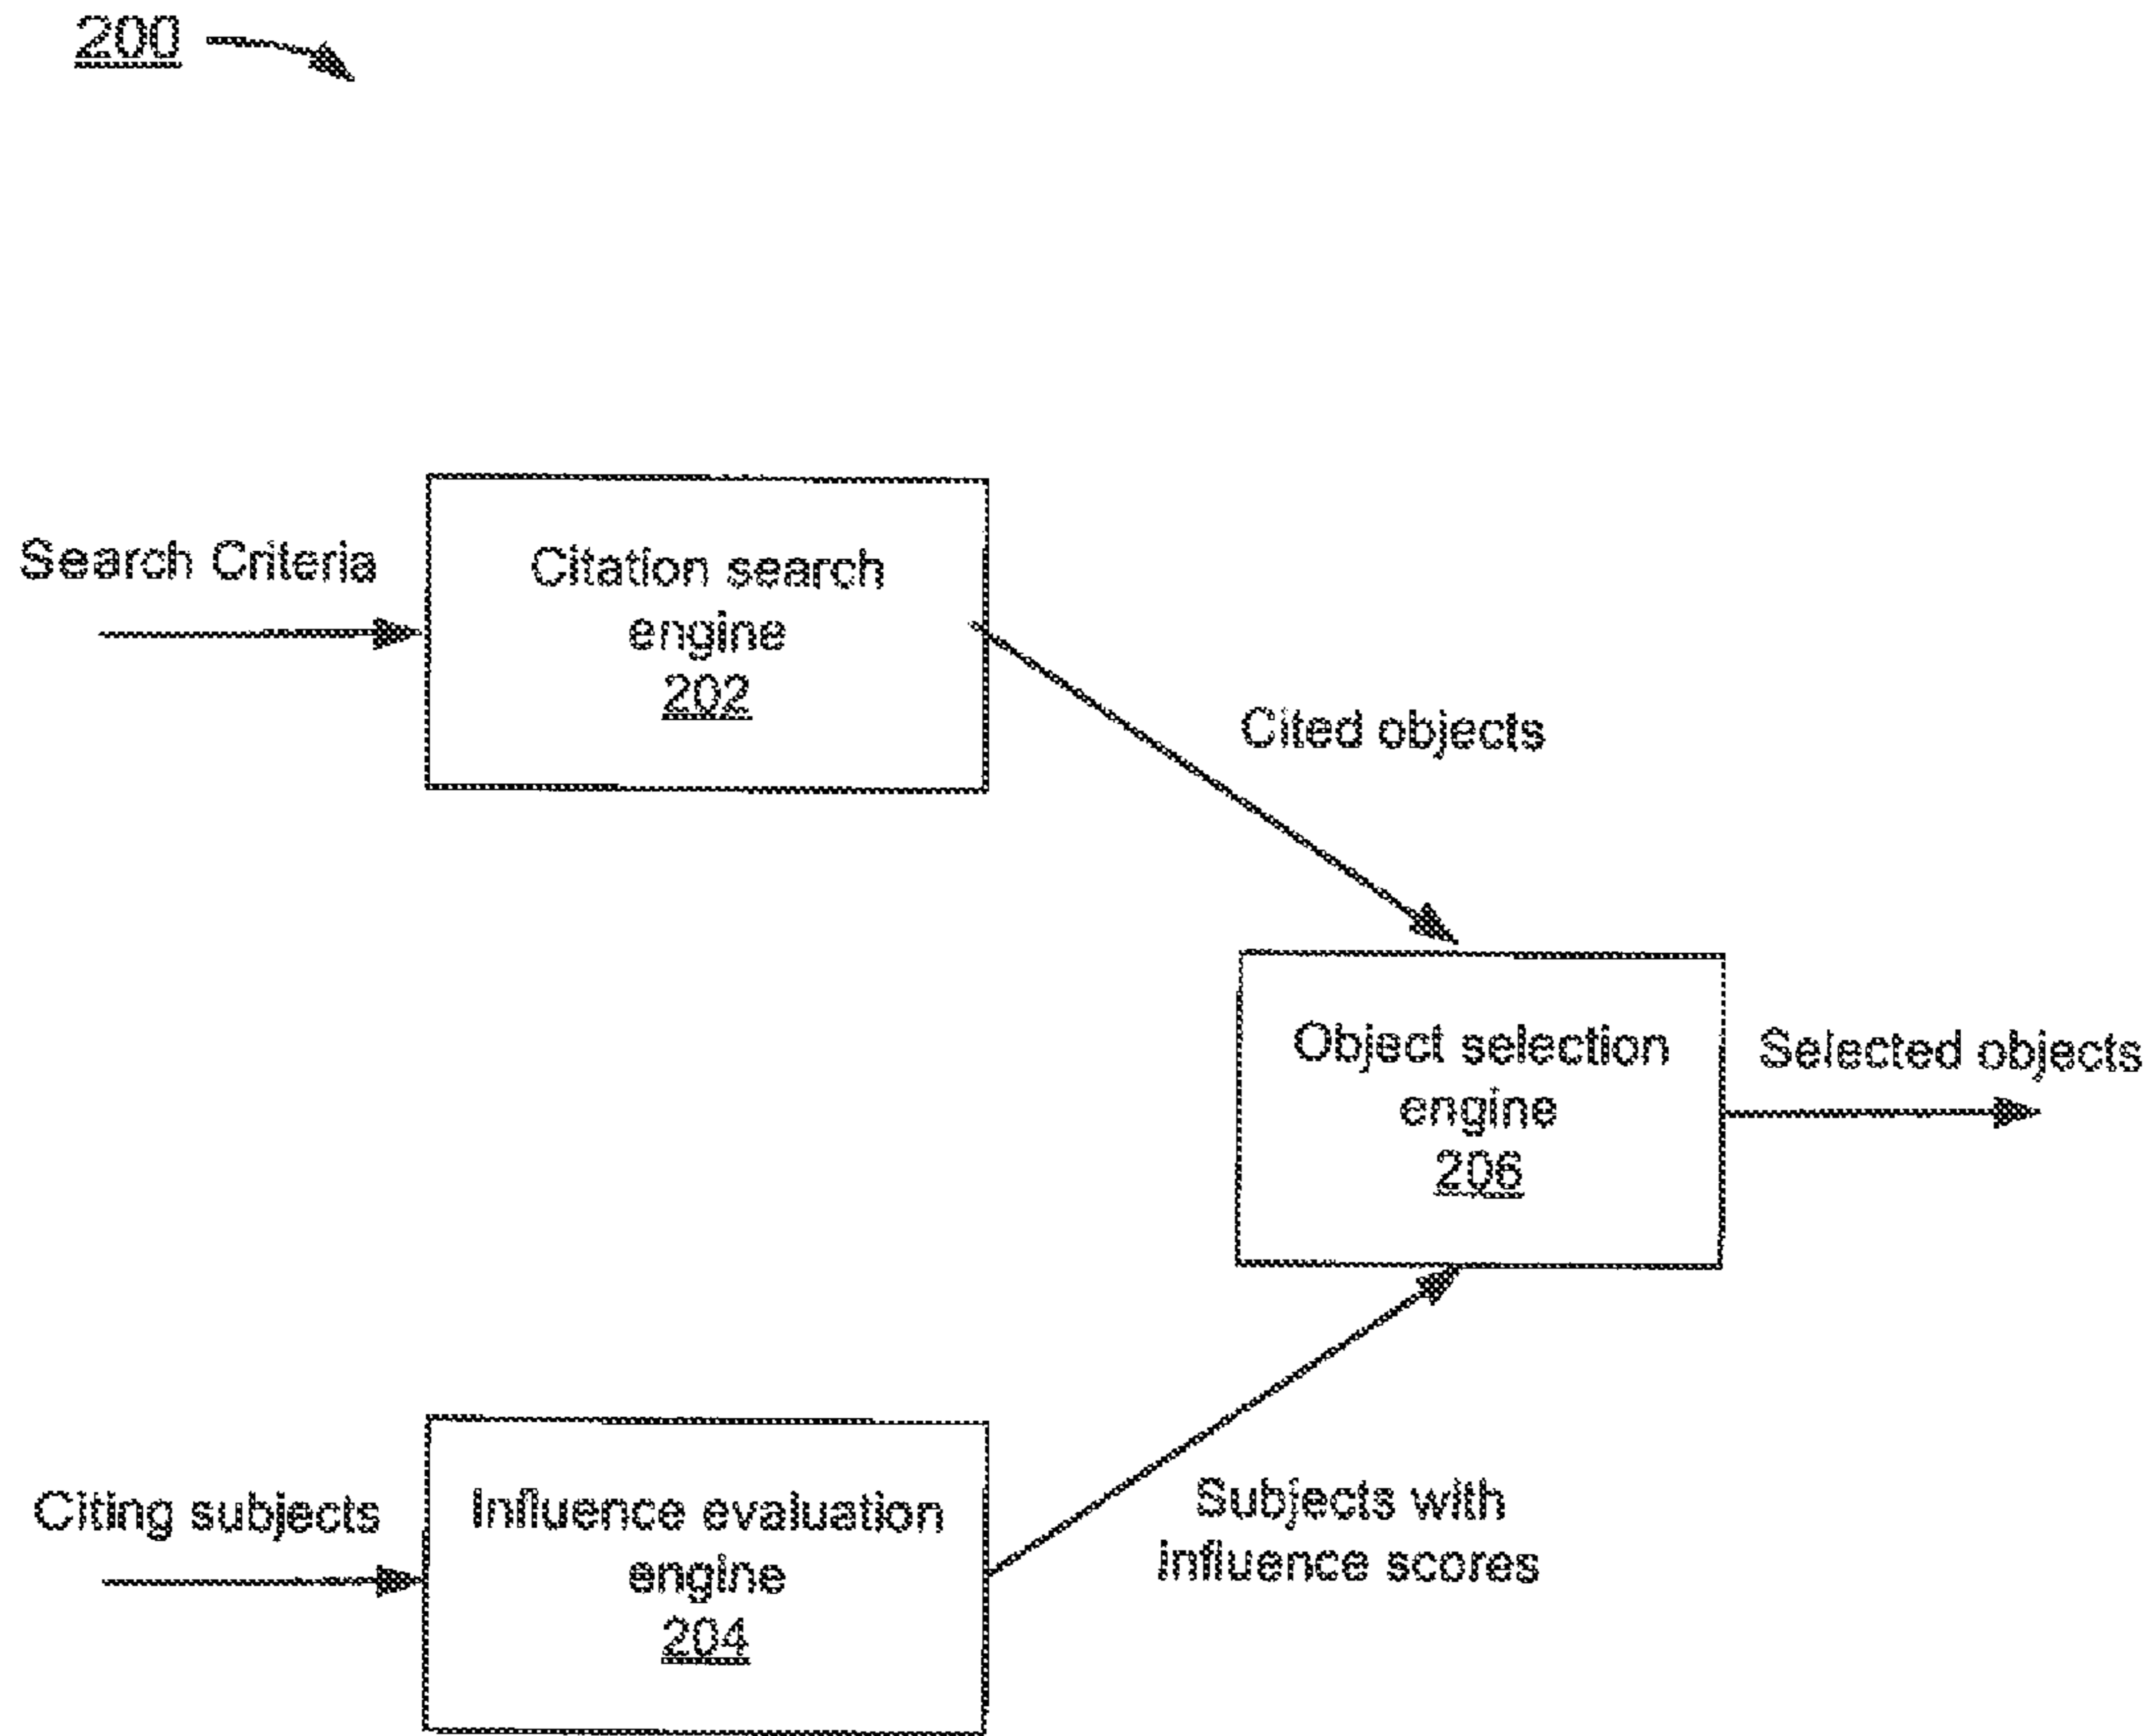 200
Search Criteria
Citation search
engine
202
Cited objects
Object selection
engine
206
Selected objects
Citing subjects
Influence evaluation
engine
204
Subjects with
influence scores